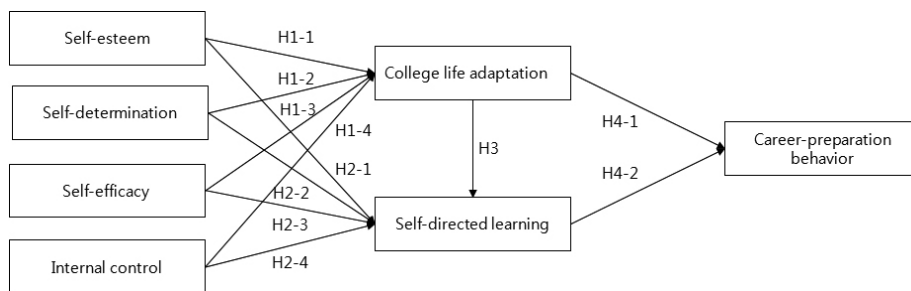 Self-esteem
H1-1
College life adaptation
H1-2
Self-determination
H1-3
H1-4
H4-1
Career-preparation
behavior
H3
H2-1
H4-2
Self-efficacy
H2-2
Self-directed learning
H2-3
Internal control
H2-4